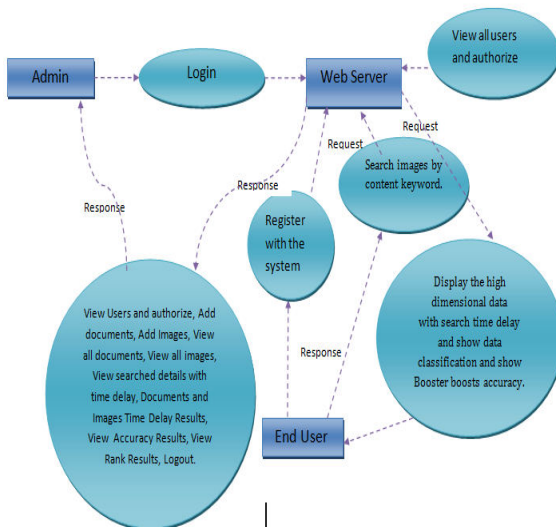 View all users
and authorize
Admin
Login
Web Server
Request
Request
Search images by
content keyword.
Response
Response
Register
with the
system
View Users and authorize, Add
documents, Add Images, View
all documents, View all images,
View searched details with
time delay, Documents and
Images Time Delay Results,
View Accuracy Results, View
Rank Results, Logout.
Display the high
dimensional data
with search time delay
and show data
classification and show
Booster boosts accuracy.
Response
End User